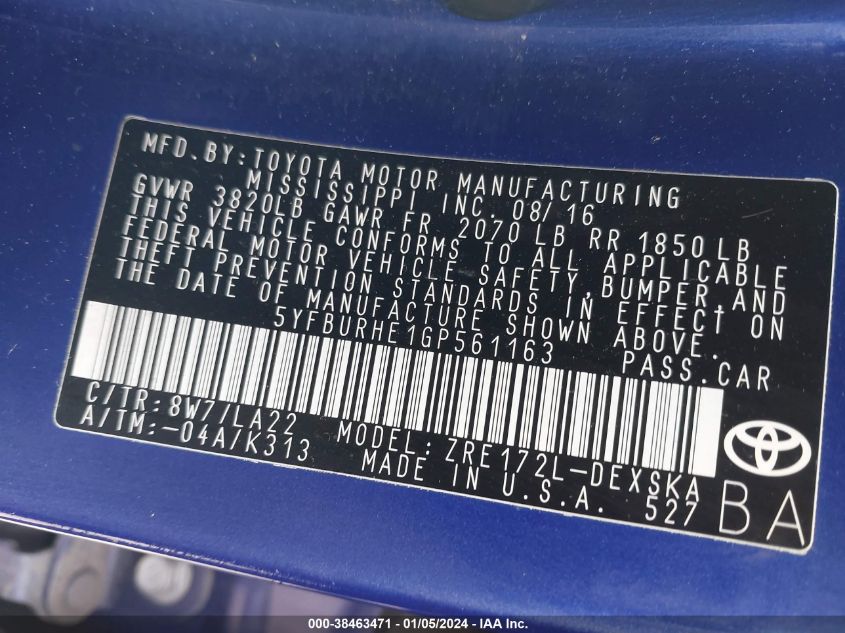 MFD.BY:TOYOTA MOTOR MANUFACTURING
MISSISSIPPI INC. 08/16
GVWR 3820LB GAWR FR 2070 LB RR 1850 LB
THIS VEHICLE CONFORMS TO ALL APPLICABLE
FEDERAL MOTOR VEHICLE SAFETY, BUMPER, AND
THEFT PREVENTION STANDARDS IN EFFECT ON
THE DATE OF MANUFACTURE SHOWN ABOVE.
5YFBURHE1GP561163 PASS.CAR
C/TR:8W7/LA22 MODEL: ZRE172L-DEXSKA
A/TM:-04A/K313 MADE IN U.S.A. 527
BA
000-38463471 - 01/05/2024 - IAA Inc.